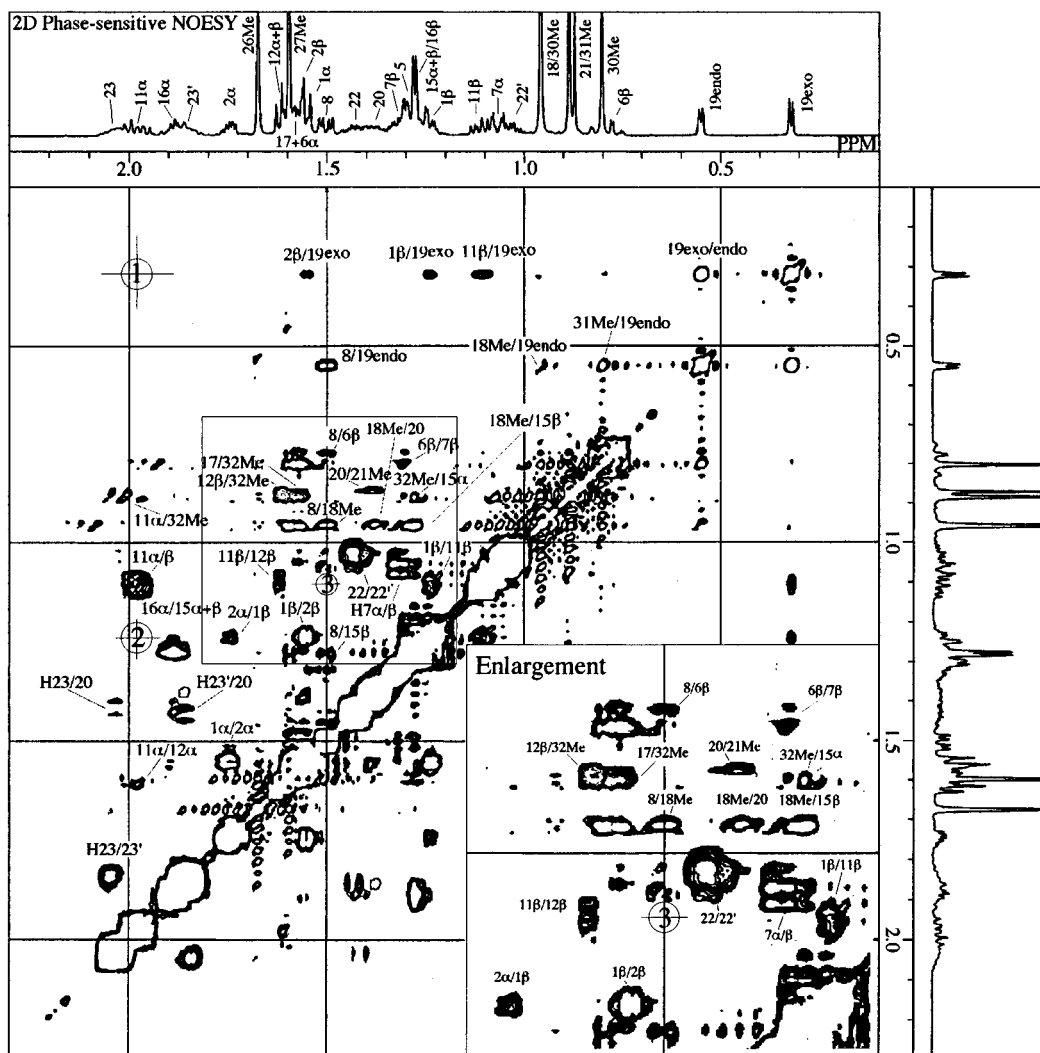 2D Phase-sensitive NOESY
23
11α
16α
23'
2α
26Me
12α+β
17+6α
27Me
2β
1α
8
22
20
7β
5
15α+β/16β
1β
11β
7α
22'
18/30Me
21/31Me
30Me
6β
19endo
19exo
PPM
2.0
1.5
1.0
0.5
1
2β/19exo
1β/19exo
11β/19exo
19exo/endo
31Me/19endo
8/19endo
18Me/19endo
0.5
18Me/15β
18Me/20
8/6β
6β/7β
17/32Me
12β/32Me
20/21Me
32Me/15α
11α/32Me
8/18Me
1.0
11α/β
11β/12β
3
22/22'
H7α/β
1β/11β
16α/15α+β
2α/1β
1β/2β
2
8/15β
H23/20
H23'/20
1α/2α
11α/12α
1.5
H23/23'
2.0
Enlargement
8/6β
6β/7β
12β/32Me
17/32Me
20/21Me
32Me/15α
8/18Me
18Me/20
18Me/15β
11β/12β
3
22/22'
7α/β
1β/11β
2α/1β
1β/2β